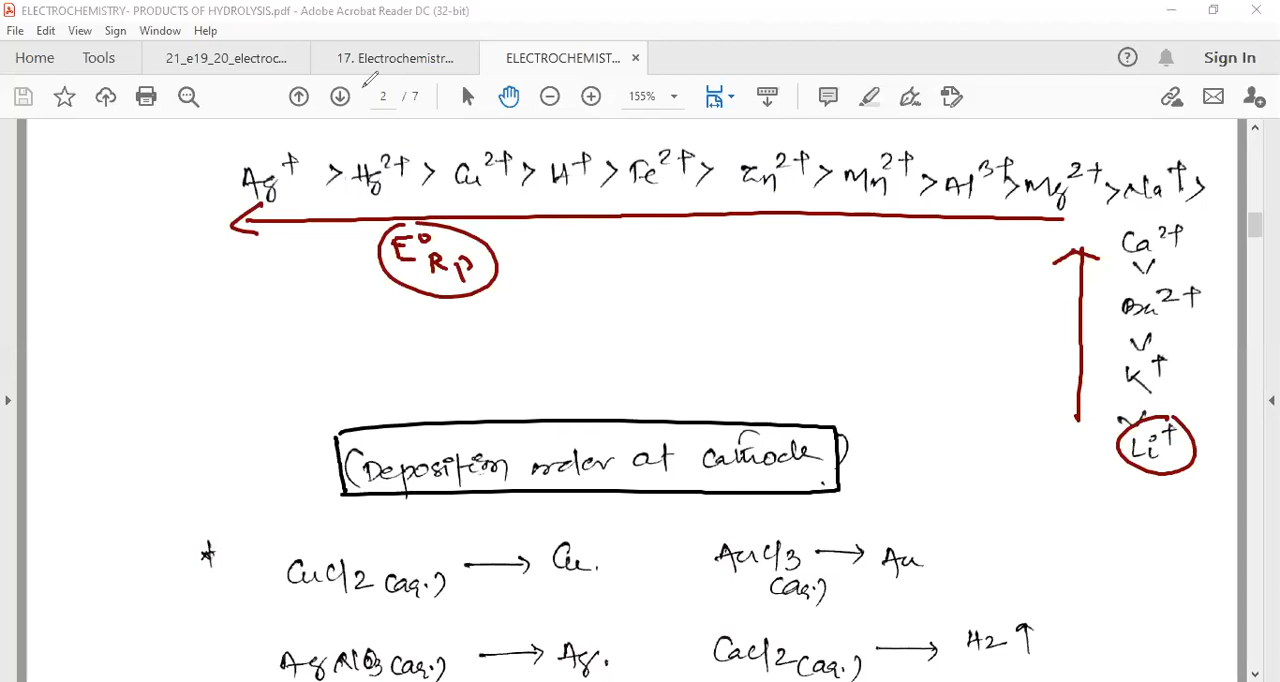 ELECTROCHEMISTRY- PRODUCTS OF HYDROLYSIS.pdf - Adobe Acrobat Reader DC (32-bit)
File Edit View Sign Window Help
Home Tools 21_e19_20_electroc... 17. Electrochemistr... ELECTROCHEMIST... × Sign In
2 / 7 155%
Ag⁺ > Hg²⁺ > Cu²⁺ > H⁺ > Fe²⁺ > Zn²⁺ > Mn²⁺ > Al³⁺ > Mg²⁺ > Na⁺ >
E°RP
Ca²⁺
>
Ba²⁺
>
K⁺
>
Li⁺
(Deposition order at cathode)
* CuCl2 (aq.) → Cu. AuCl3 (aq.) → Au
AgNO3 (aq.) → Ag. CaCl2 (aq.) → H2 ↑